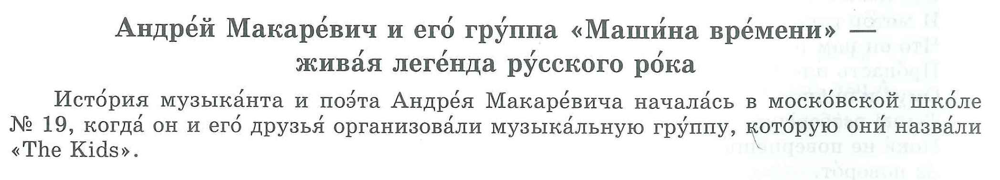 Андре́й Макаре́вич и его́ гру́ппа «Маши́на вре́мени» —
жива́я леге́нда ру́сского ро́ка
Исто́рия музыка́нта и поэ́та Андре́я Макаре́вича начала́сь в моско́вской шко́ле
№ 19, когда́ он и его́ друзья́ организова́ли музыка́льную гру́ппу, кото́рую они́ назва́ли
«The Kids».